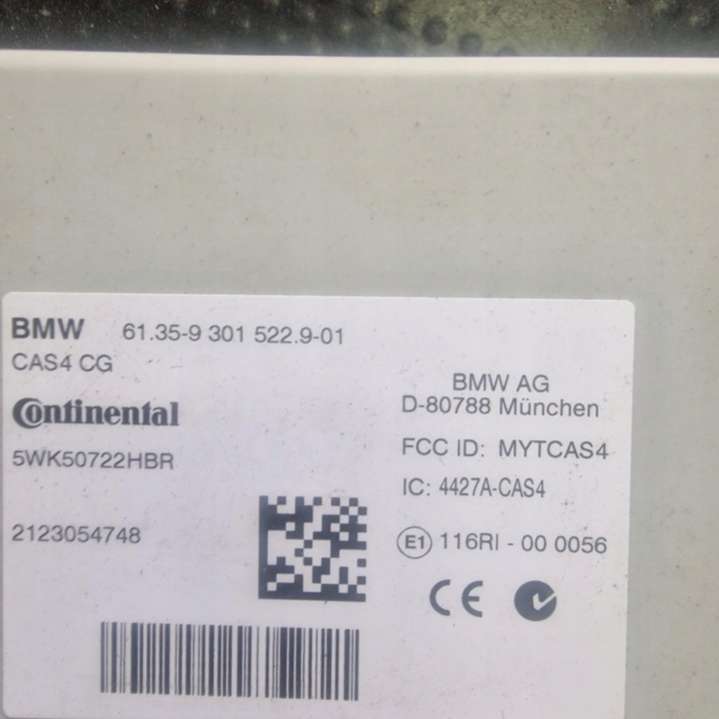 BMW 61.35-9 301 522.9-01
CAS4 CG
Continental
5WK50722HBR
2123054748
BMW AG
D-80788 München
FCC ID: MYTCAS4
IC: 4427A-CAS4
E1 116RI - 00 0056
CE